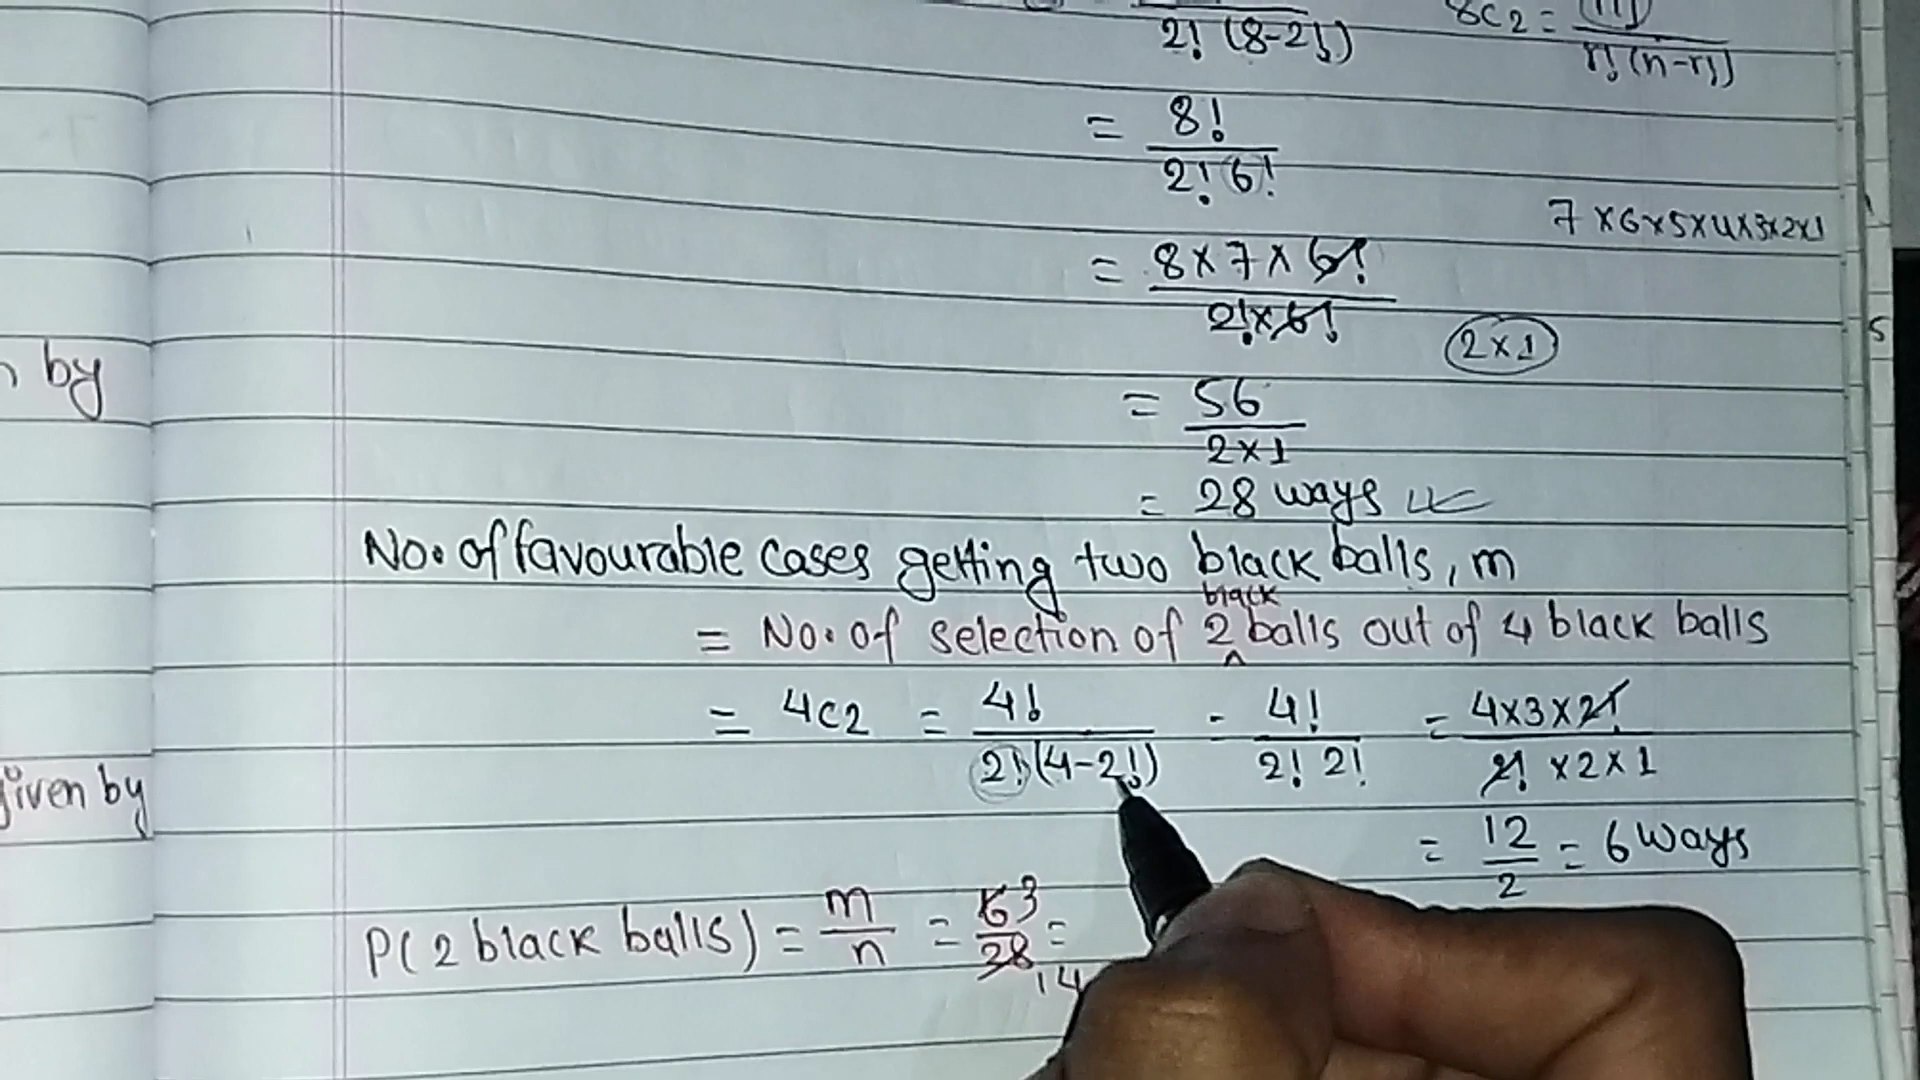 2! (8-2!) 8C2 = r!(n-r!)
= 8! / 2! 6!
7 x 6 x 5 x 4 x 3 x 2 x 1
= 8 x 7 x 6! / 2! x 6!
(2 x 1)
by
= 56 / 2 x 1
= 28 ways
No. of favourable cases getting two black balls, m
black
= No. of selection of 2 ^ balls out of 4 black balls
= 4C2 = 4! / 2! (4-2!) = 4! / 2! 2! = 4 x 3 x 2! / 2! x 2 x 1
given by
= 12 / 2 = 6 ways
P(2 black balls) = m / n = 6 3 / 28 14 =